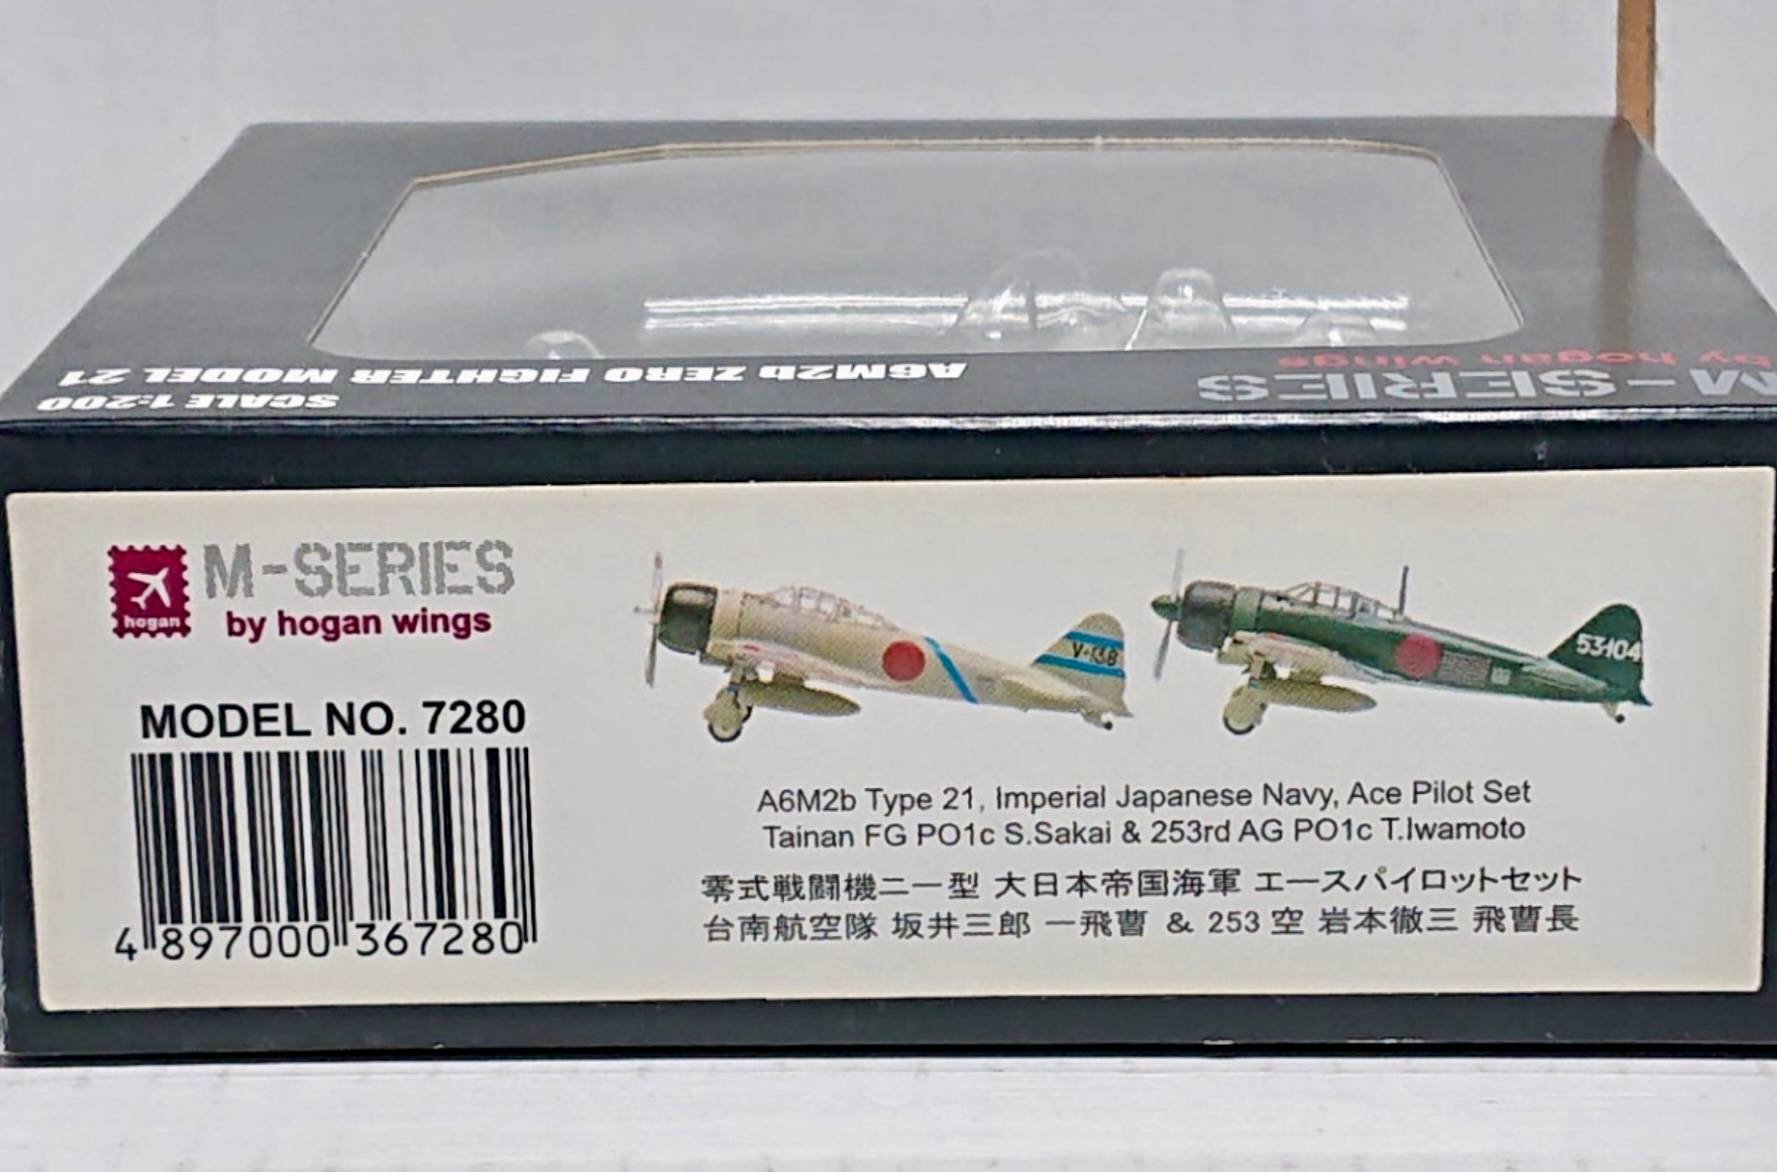 SCALE 1:200
A6M2b ZERO FIGHTER MODEL 21
M-SERIES
by hogan wings
hogan
M-SERIES
by hogan wings
MODEL NO. 7280
4 897000 367280
V-138
53-104
A6M2b Type 21, Imperial Japanese Navy, Ace Pilot Set
Tainan FG PO1c S.Sakai & 253rd AG PO1c T.Iwamoto
零式戦闘機二一型 大日本帝国海軍 エースパイロットセット
台南航空隊 坂井三郎 一飛曹 & 253 空 岩本徹三 飛曹長